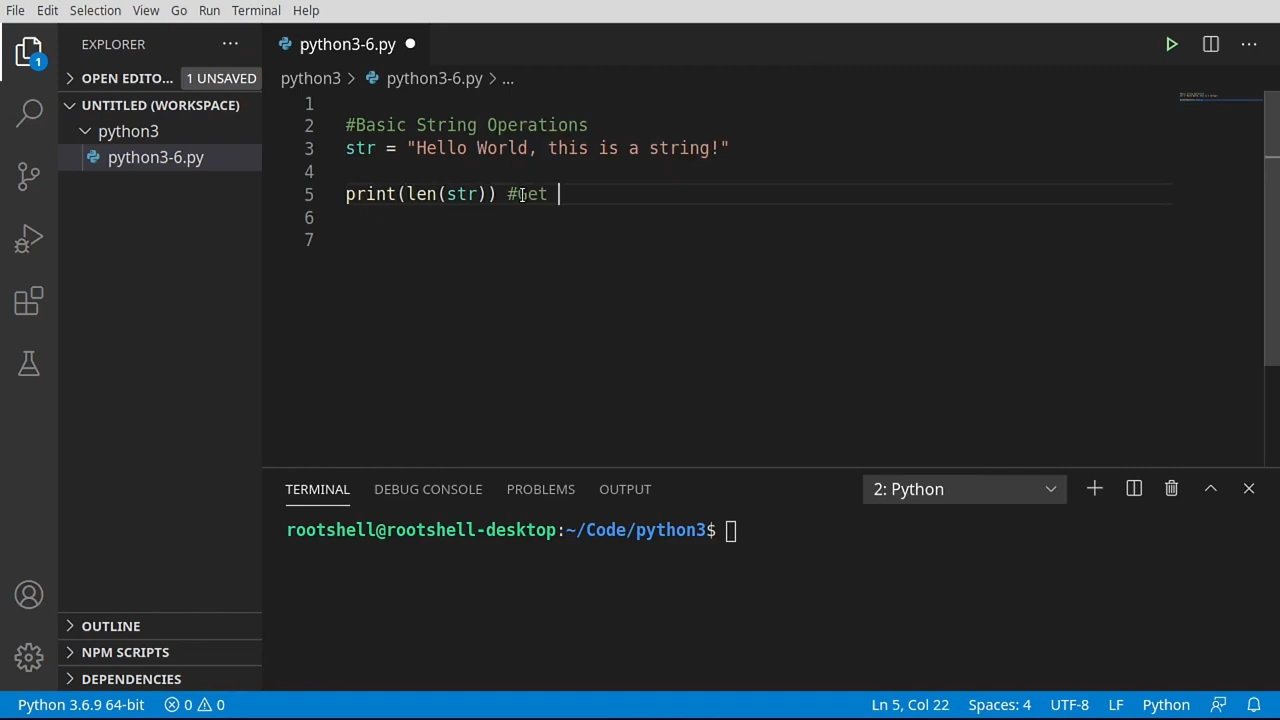 File Edit Selection View Go Run Terminal Help
EXPLORER
python3-6.py
OPEN EDITO... 1 UNSAVED
python3 > python3-6.py > ...
UNTITLED (WORKSPACE)
python3
python3-6.py
1
1
2 #Basic String Operations
3 str = "Hello World, this is a string!"
4
5 print(len(str)) #Get
6
7
TERMINAL DEBUG CONSOLE PROBLEMS OUTPUT 2: Python
rootshell@rootshell-desktop:~/Code/python3$
OUTLINE
NPM SCRIPTS
DEPENDENCIES
Python 3.6.9 64-bit 0 0 Ln 5, Col 22 Spaces: 4 UTF-8 LF Python